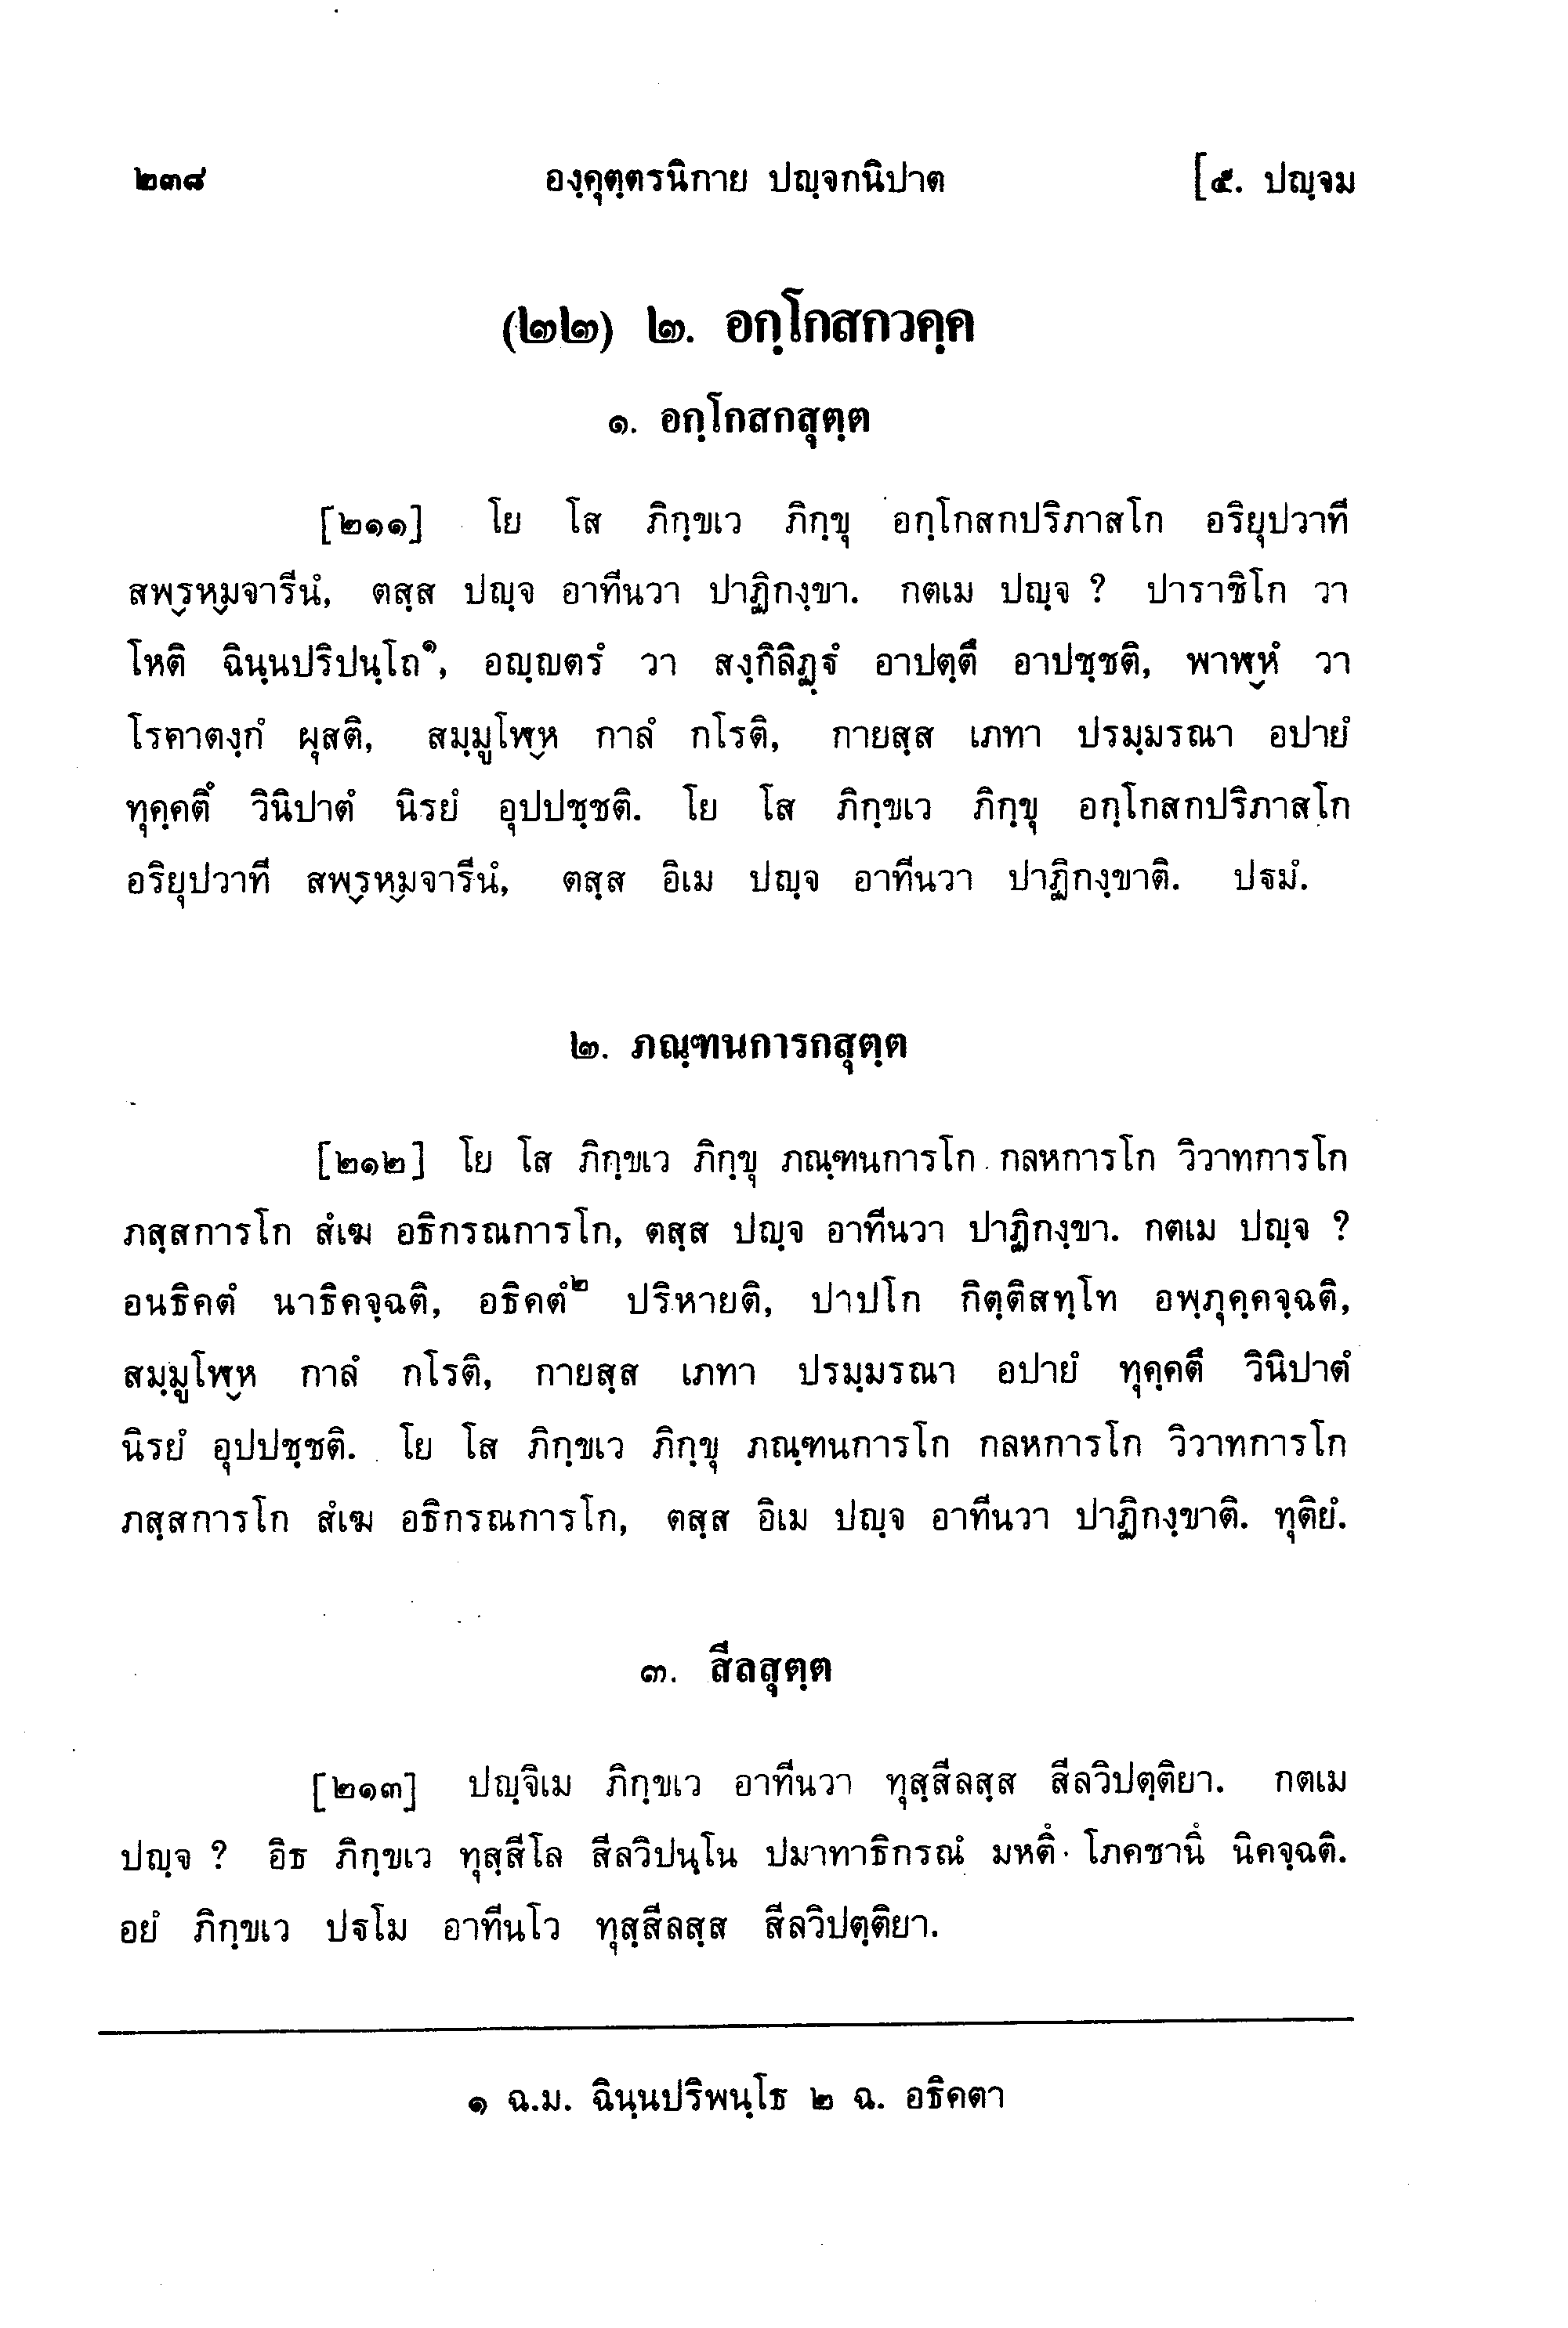 ๒๓๘ องฺคุตฺตรนิกาย ปญฺจกนิปาต [๕. ปญฺจม
(๒๒) ๒. อกฺโกสกวคฺค
๑. อกฺโกสกสุตฺต
[๒๑๑] โย โส ภิกฺขเว ภิกฺขุ อกฺโกสกปริภาสโก อริยุปวาที
สพฺรหฺมจารีนํ, ตสฺส ปญฺจ อาทีนวา ปาฏิกงฺขา. กตเม ปญฺจ ? ปาราชิโก วา
โหติ ฉินฺนปริปนฺโถ๑, อญฺญตรํ วา สงฺกิลิฏฺฐํ อาปตฺตึ อาปชฺชติ, พาฬฺหํ วา
โรคาตงฺกํ ผุสติ, สมฺมูโฬฺห กาลํ กโรติ, กายสฺส เภทา ปรมฺมรณา อปายํ
ทุคฺคตึ วินิปาตํ นิรยํ อุปปชฺชติ. โย โส ภิกฺขเว ภิกฺขุ อกฺโกสกปริภาสโก
อริยุปวาที สพฺรหฺมจารีนํ, ตสฺส อิเม ปญฺจ อาทีนวา ปาฏิกงฺขาติ. ปฐมํ.
๒. ภณฺฑนการกสุตฺต
[๒๑๒] โย โส ภิกฺขเว ภิกฺขุ ภณฺฑนการโก กลหการโก วิวาทการโก
ภสฺสการโก สํเฆ อธิกรณการโก, ตสฺส ปญฺจ อาทีนวา ปาฏิกงฺขา. กตเม ปญฺจ ?
อนธิคตํ นาธิคจฺฉติ, อธิคตํ๒ ปริหายติ, ปาปโก กิตฺติสทฺโท อพฺภุคฺคจฺฉติ,
สมฺมูโฬฺห กาลํ กโรติ, กายสฺส เภทา ปรมฺมรณา อปายํ ทุคฺคตึ วินิปาตํ
นิรยํ อุปปชฺชติ. โย โส ภิกฺขเว ภิกฺขุ ภณฺฑนการโก กลหการโก วิวาทการโก
ภสฺสการโก สํเฆ อธิกรณการโก, ตสฺส อิเม ปญฺจ อาทีนวา ปาฏิกงฺขาติ. ทุติยํ.
๓. สีลสุตฺต
[๒๑๓] ปญฺจิเม ภิกฺขเว อาทีนวา ทุสฺสีลสฺส สีลวิปตฺติยา. กตเม
ปญฺจ ? อิธ ภิกฺขเว ทุสฺสีโล สีลวิปนฺโน ปมาทาธิกรณํ มหตึ โภคชานึ นิคจฺฉติ.
อยํ ภิกฺขเว ปฐโม อาทีนโว ทุสฺสีลสฺส สีลวิปตฺติยา.
๑ ฉ.ม. ฉินฺนปริพนฺโธ ๒ ฉ. อธิคตา